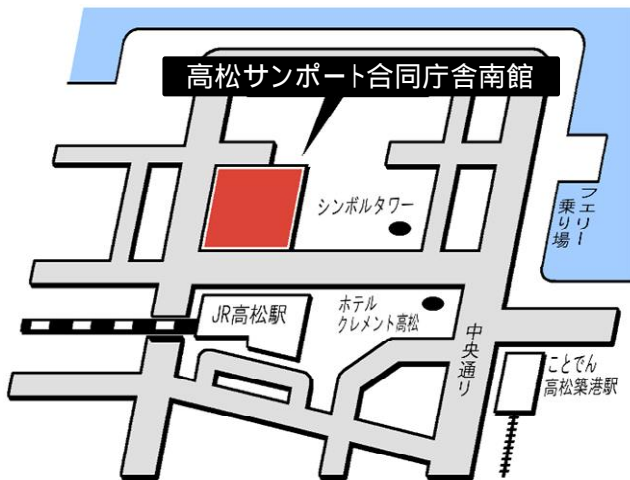 高松サンポート合同庁舎南館
シンボルタワー
フェリー
乗り場
JR高松駅
ホテル
クレメント高松
中央通り
ことでん
高松築港駅